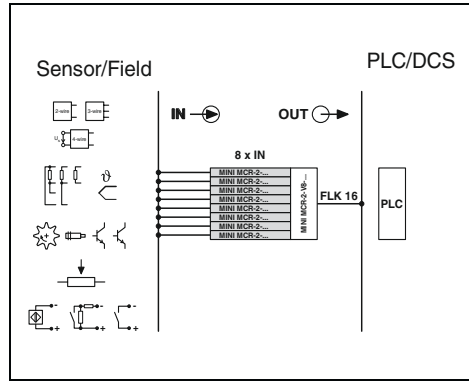 Sensor/Field
PLC/DCS
2-wire
3-wire
4-wire
IN
OUT
8 x IN
MINI MCR-2-...
MINI MCR-2-...
MINI MCR-2-...
MINI MCR-2-...
MINI MCR-2-...
MINI MCR-2-...
MINI MCR-2-...
MINI MCR-2-...
MINI MCR-2-V8-...
FLK 16
PLC
ϑ
-
+
-
+
-
+